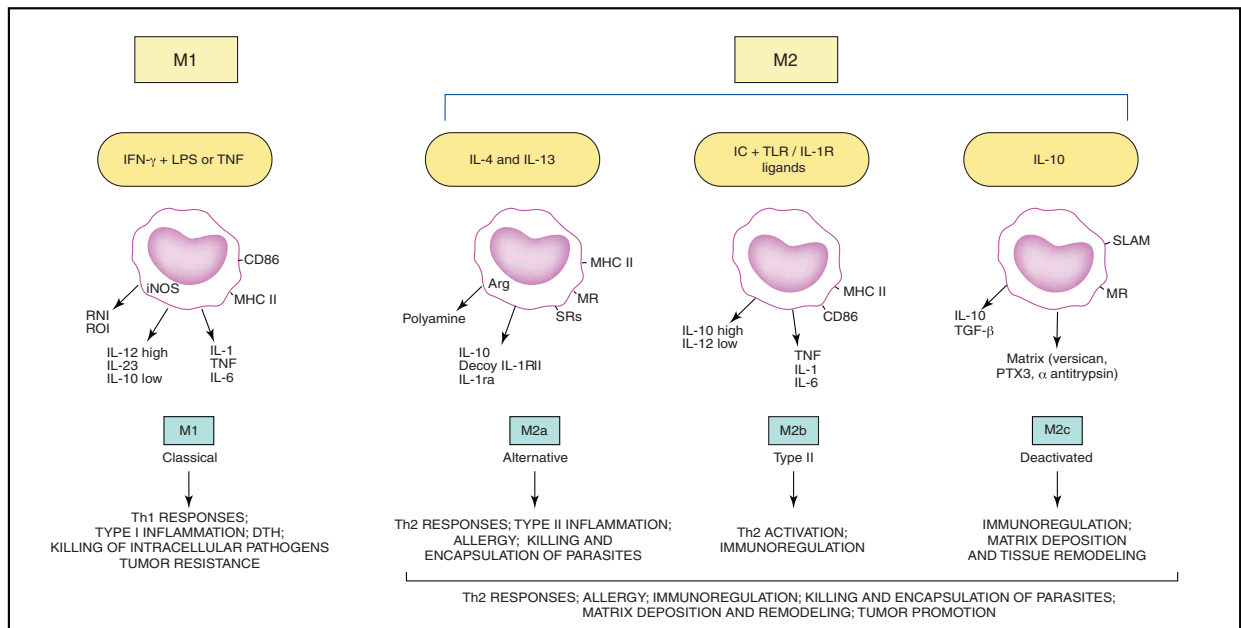 M1
M2
IFN-γ + LPS or TNF
IL-4 and IL-13
IC + TLR / IL-1R
ligands
IL-10
CD86
MHC II
iNOS
RNI
ROI
IL-12 high
IL-23
IL-10 low
IL-1
TNF
IL-6
MHC II
MR
SRs
Arg
Polyamine
IL-10
Decoy IL-1RII
IL-1ra
MHC II
CD86
IL-10 high
IL-12 low
TNF
IL-1
IL-6
SLAM
MR
IL-10
TGF-β
Matrix (versican,
PTX3, α antitrypsin)
M1
Classical
M2a
Alternative
M2b
Type II
M2c
Deactivated
Th1 RESPONSES;
TYPE I INFLAMMATION; DTH;
KILLING OF INTRACELLULAR PATHOGENS
TUMOR RESISTANCE
Th2 RESPONSES; TYPE II INFLAMMATION;
ALLERGY; KILLING AND
ENCAPSULATION OF PARASITES
Th2 ACTIVATION;
IMMUNOREGULATION
IMMUNOREGULATION;
MATRIX DEPOSITION
AND TISSUE REMODELING
Th2 RESPONSES; ALLERGY; IMMUNOREGULATION; KILLING AND ENCAPSULATION OF PARASITES;
MATRIX DEPOSITION AND REMODELING; TUMOR PROMOTION